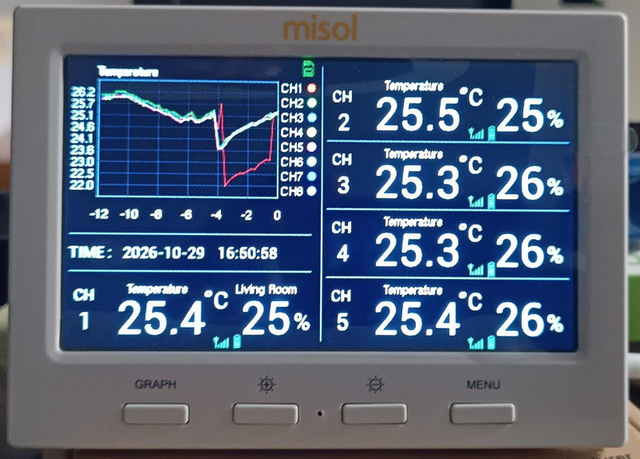 misol
Temperature
26.2
25.7
25.1
24.6
24.1
23.6
23.0
22.5
22.0
-12 -10 -8 -6 -4 -2 0
CH1
CH2
CH3
CH4
CH5
CH6
CH7
CH8
TIME: 2026-10-29 16:50:58
CH 1 Temperature 25.4°C Living Room 25%
CH 2 Temperature 25.5°C 25%
CH 3 Temperature 25.3°C 26%
CH 4 Temperature 25.3°C 26%
CH 5 Temperature 25.4°C 26%
GRAPH
MENU